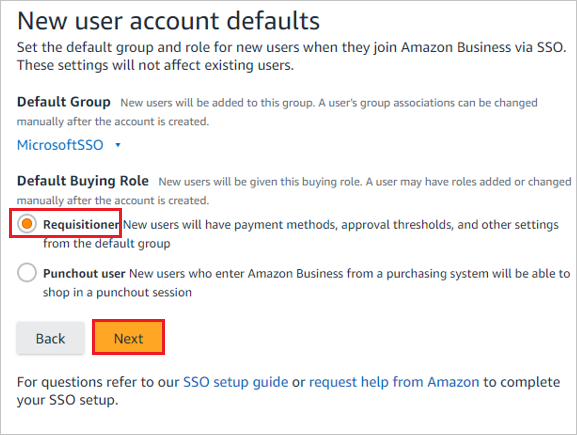 New user account defaults
Set the default group and role for new users when they join Amazon Business via SSO.
These settings will not affect existing users.
Default Group New users will be added to this group. A user's group associations can be changed
manually after the account is created.
MicrosoftSSO
Default Buying Role New users will be given this buying role. A user may have roles added or changed
manually after the account is created.
Requisitioner New users will have payment methods, approval thresholds, and other settings
from the default group
Punchout user New users who enter Amazon Business from a purchasing system will be able to
shop in a punchout session
Back Next
For questions refer to our SSO setup guide or request help from Amazon to complete
your SSO setup.